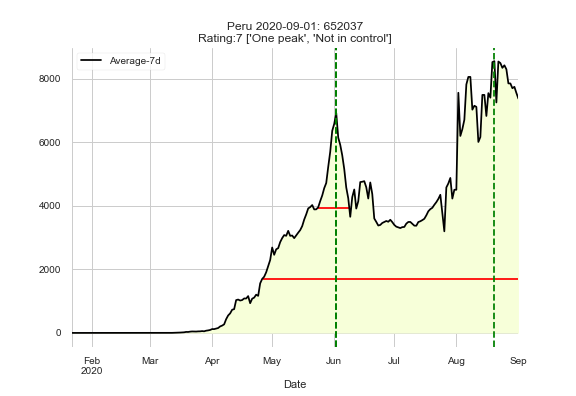 Peru 2020-09-01: 652037
Rating:7 ['One peak', 'Not in control']
Average-7d
8000
6000
4000
2000
0
Feb Mar Apr May Jun Jul Aug Sep
2020
Date